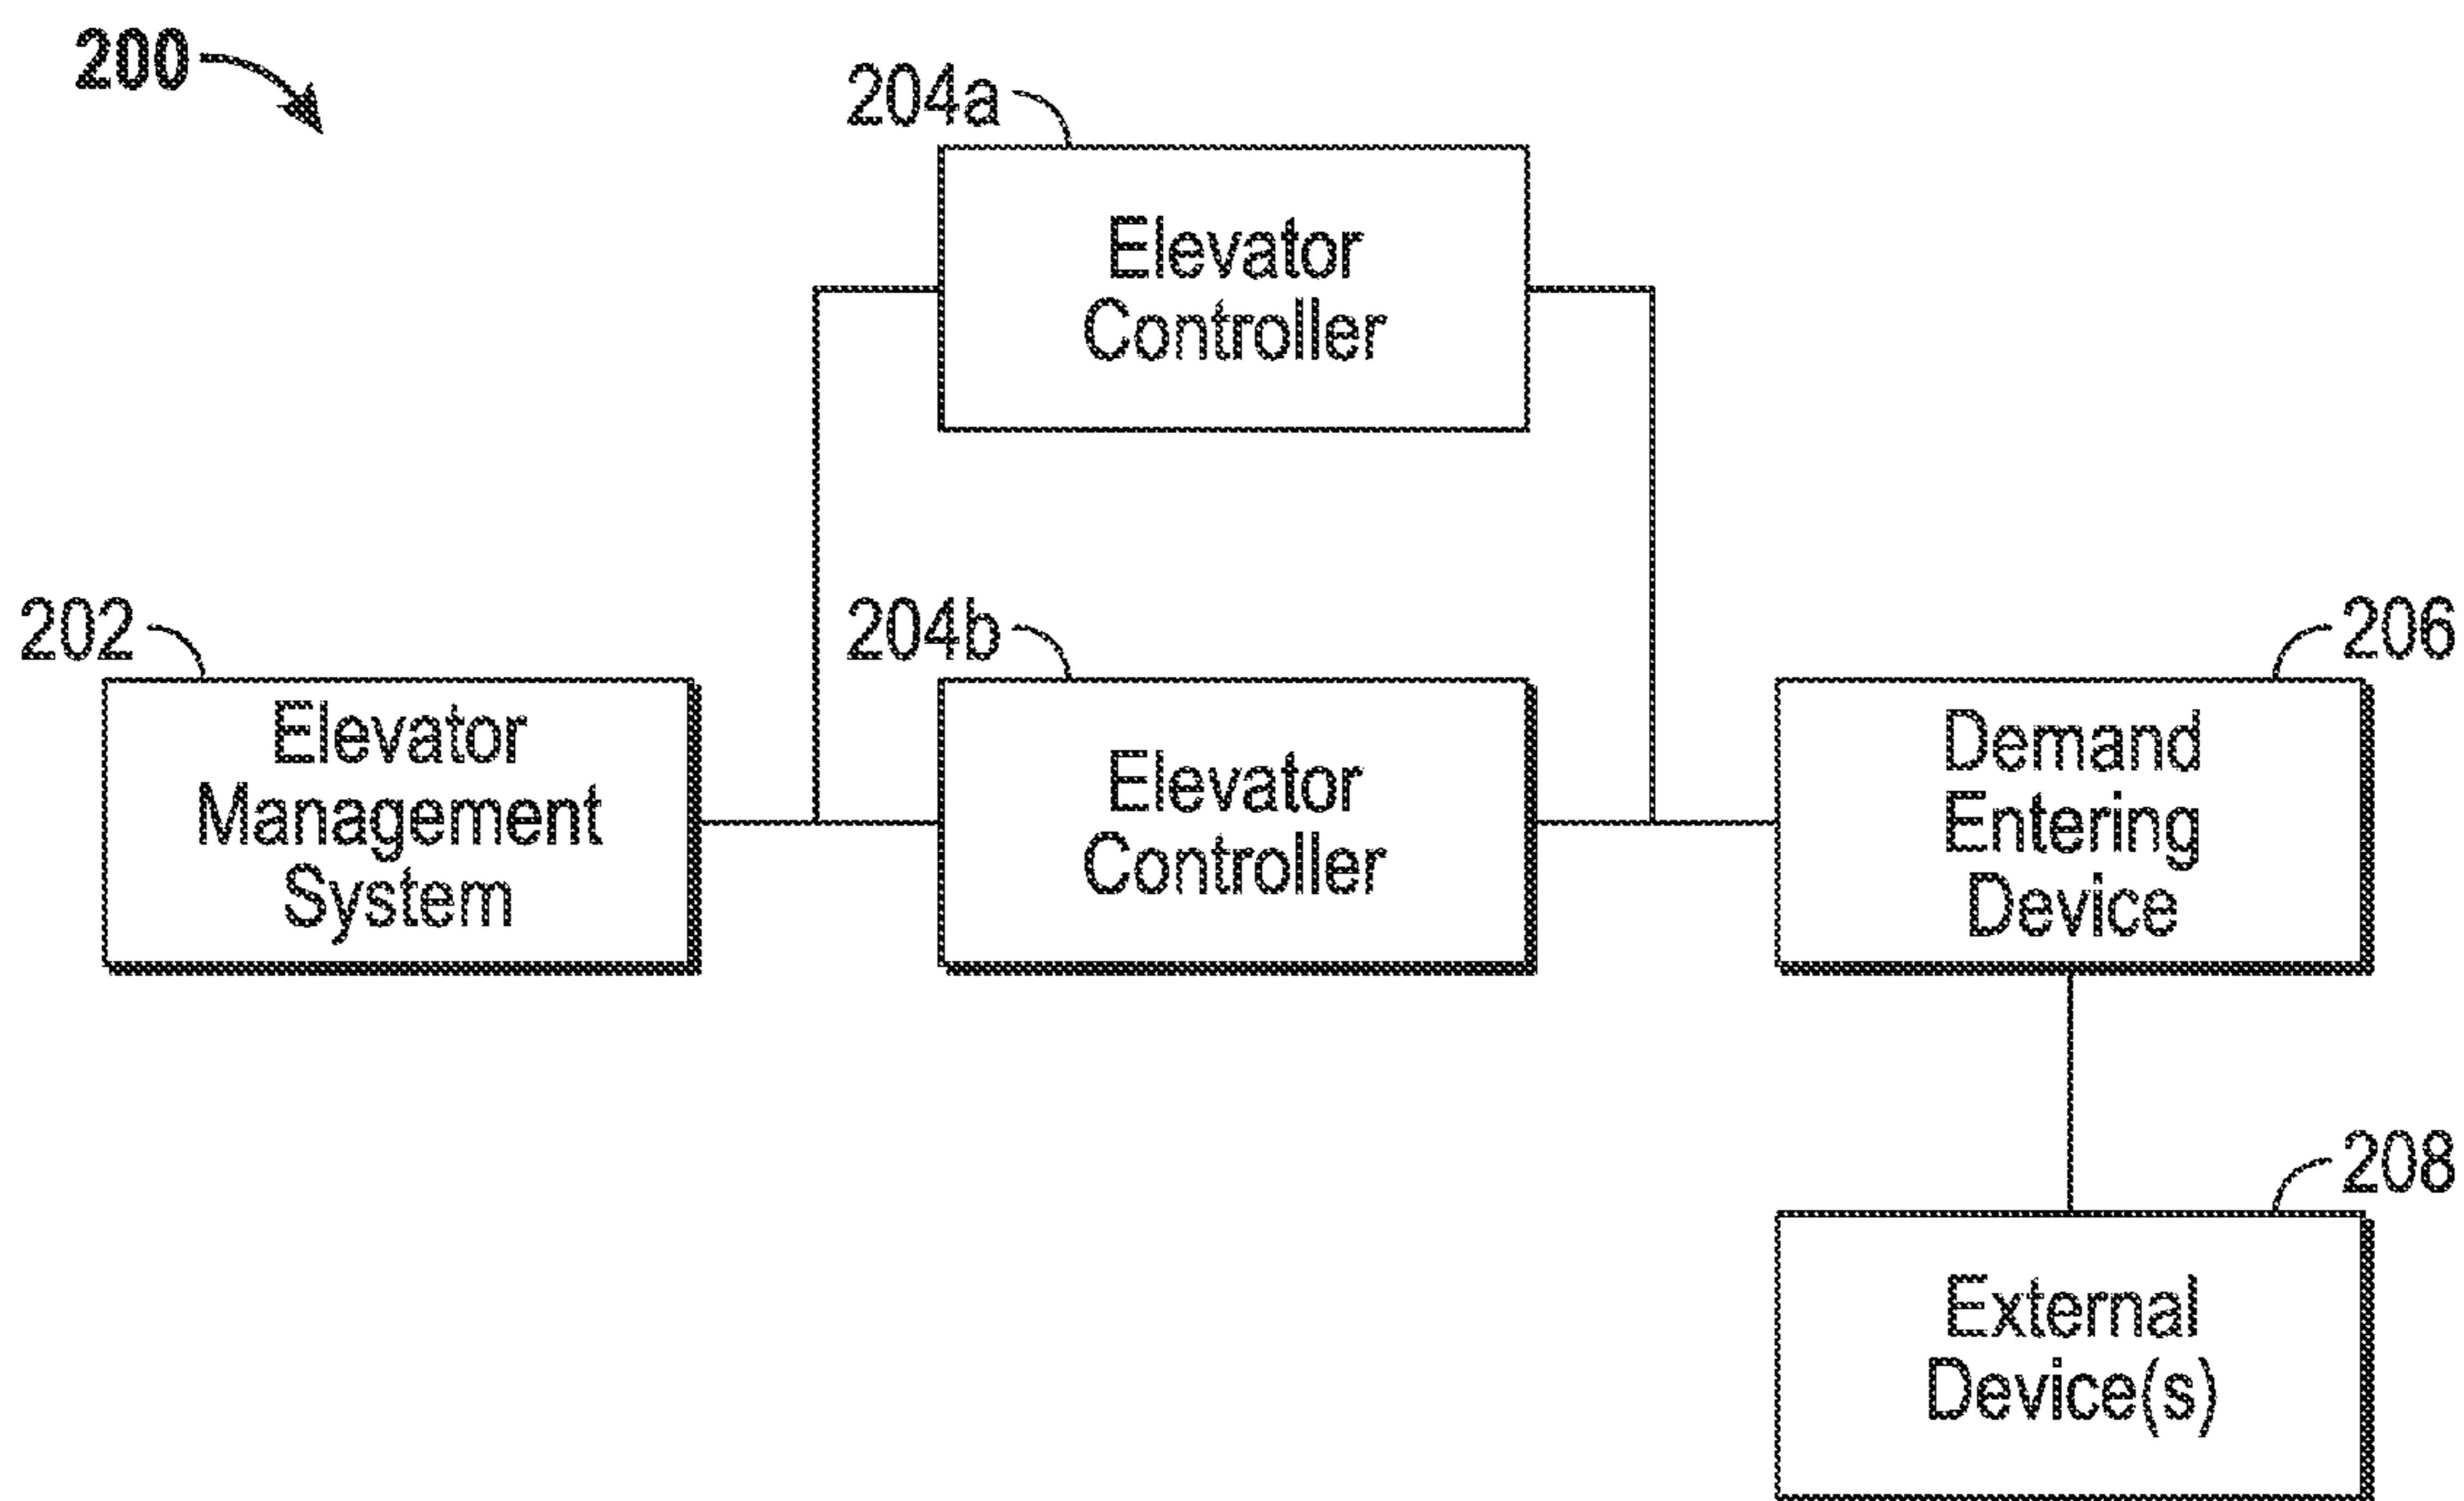 200
204a
Elevator
Controller
202
Elevator
Management
System
204b
Elevator
Controller
206
Demand
Entering
Device
208
External
Device(s)